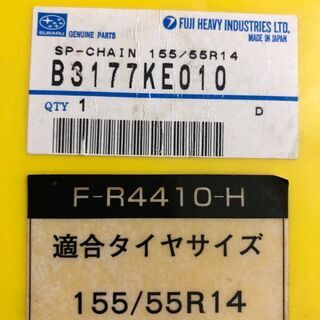 SUBARU
GENUINE PARTS
FUJI HEAVY INDUSTRIES LTD.
MADE IN JAPAN
SP-CHAIN 155/55R14
B3177KE010
QTY 1 D
F-R4410-H
適合タイヤサイズ
155/55R14